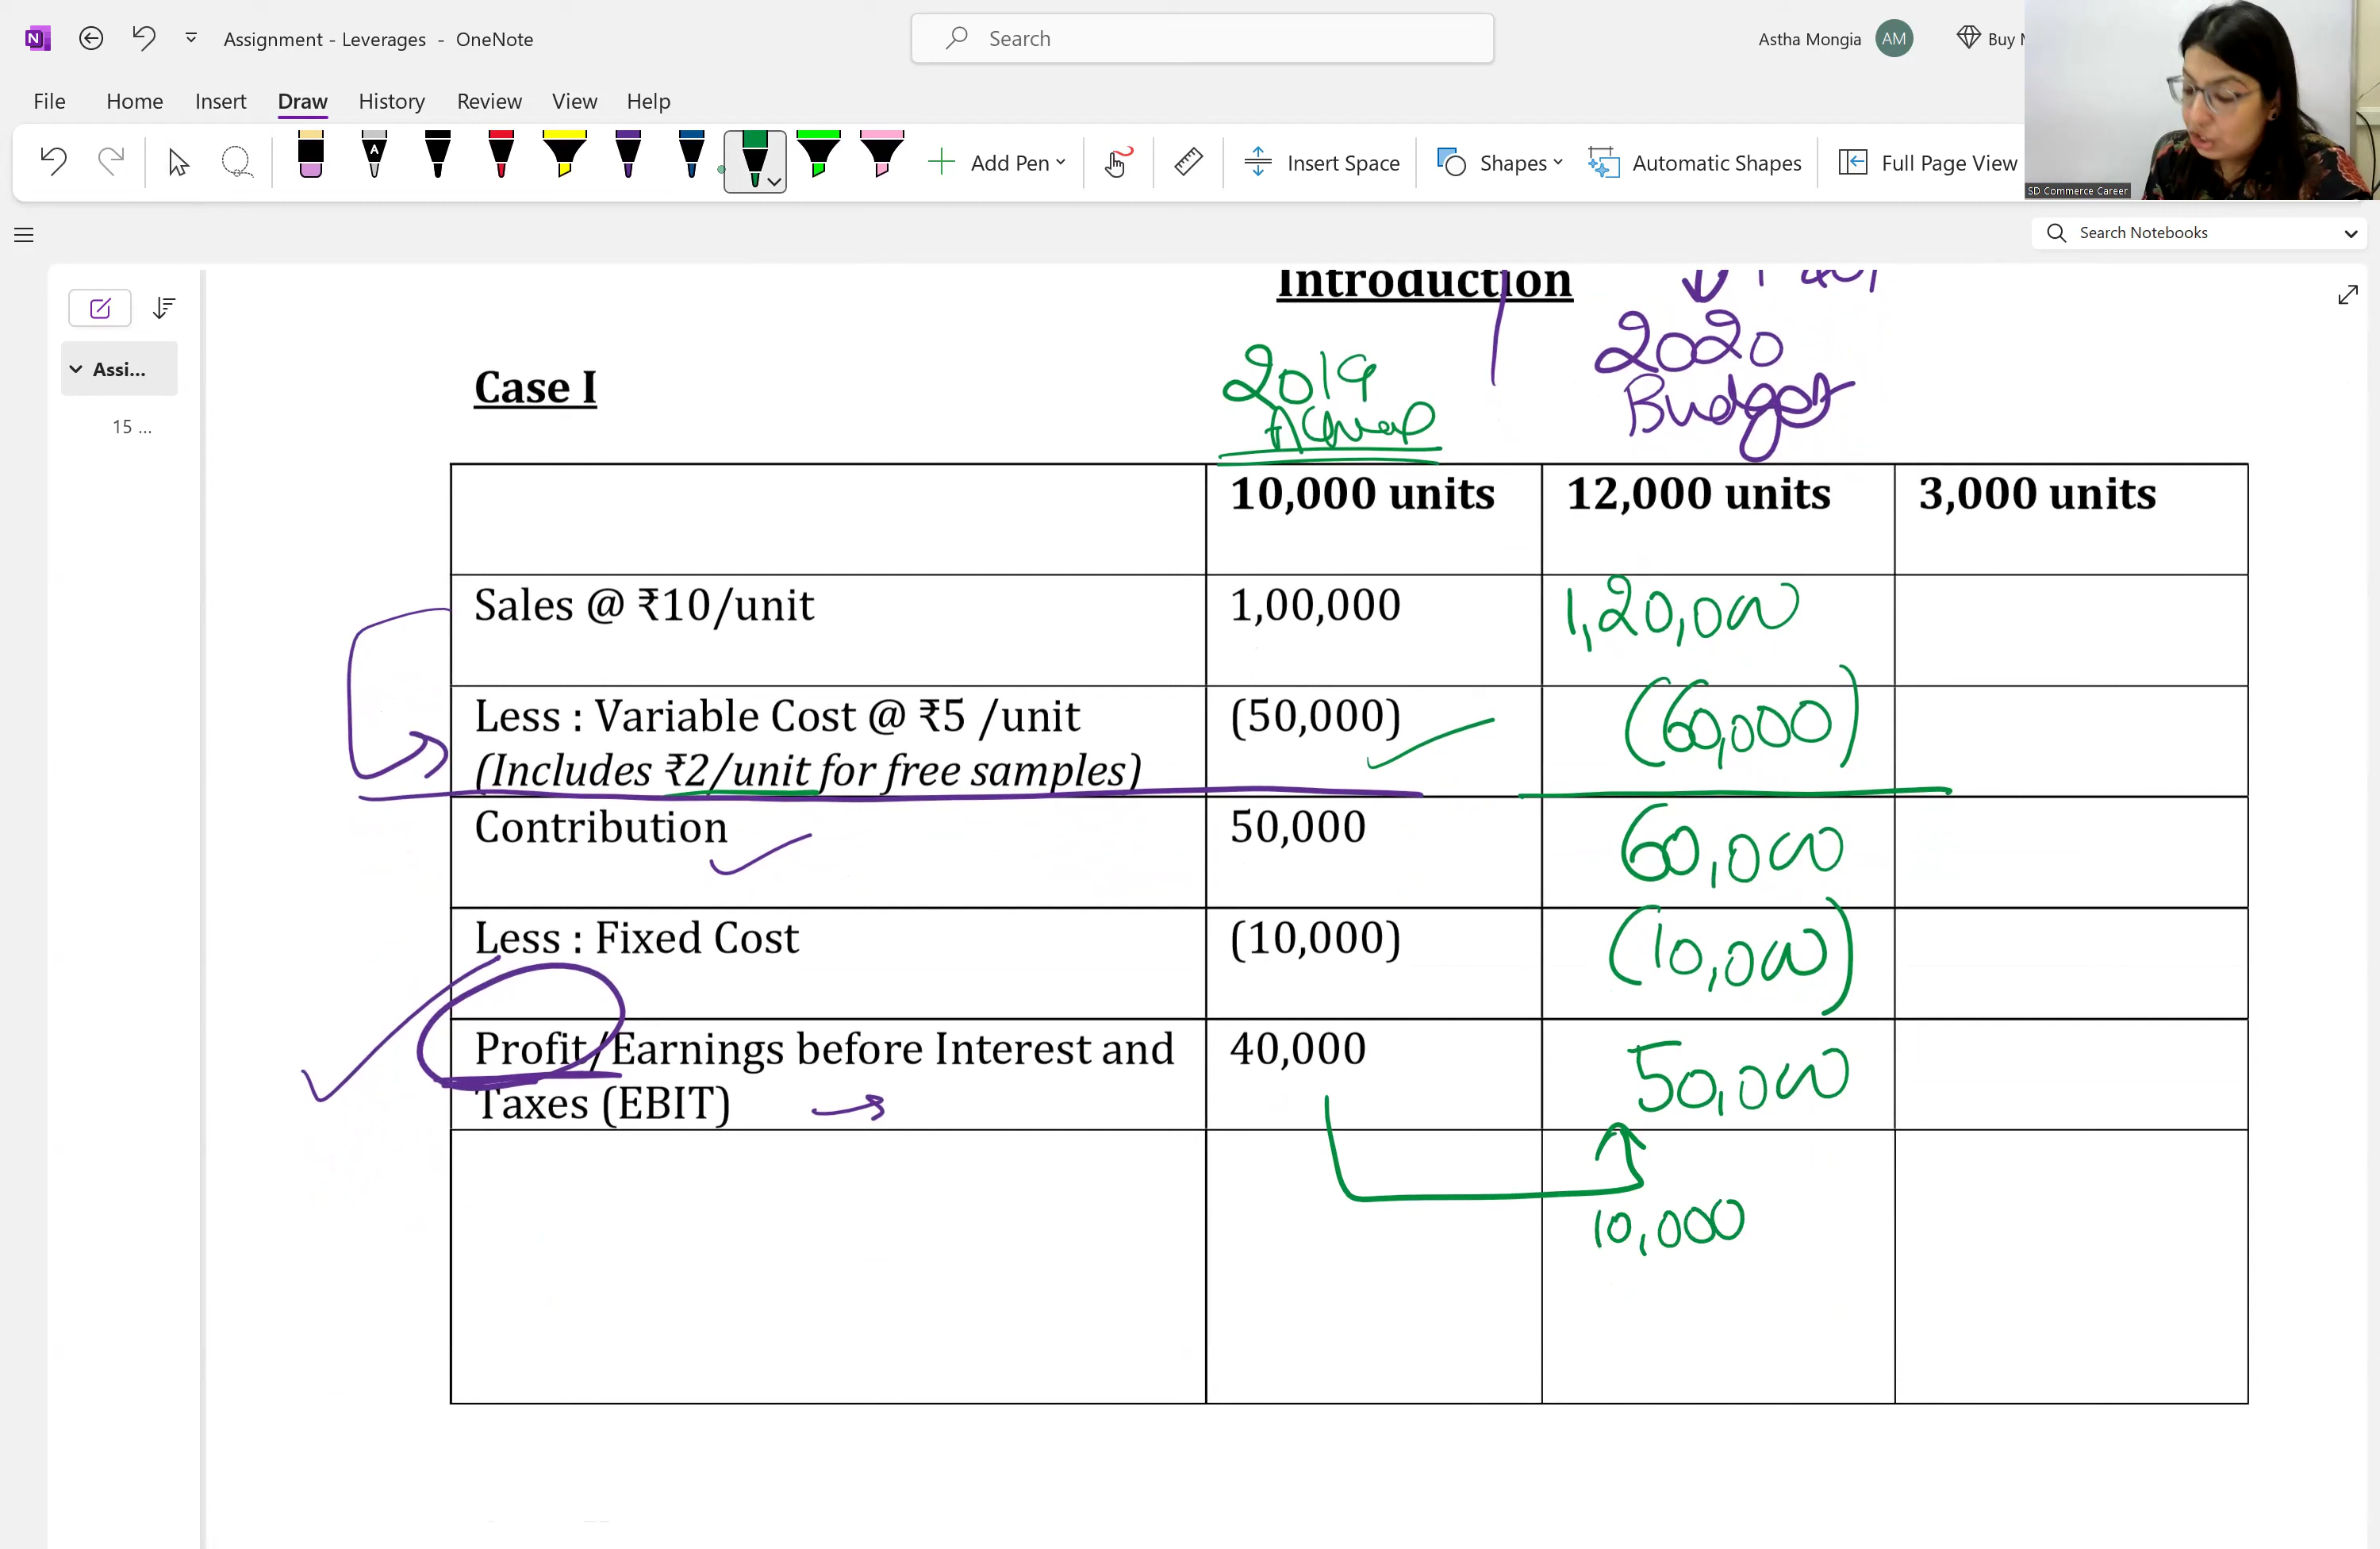 Assignment - Leverages - OneNote
Search
Astha Mongia AM
Buy
File Home Insert Draw History Review View Help
Add Pen
Insert Space
Shapes
Automatic Shapes
Full Page View
SD Commerce Career
Search Notebooks
Assi...
15 ...
Introduction
2020
Budget
2019
Actual
Case I
10,000 units 12,000 units 3,000 units
Sales @ ₹10/unit 1,00,000 1,20,000
Less : Variable Cost @ ₹5 /unit (50,000) (60,000)
(Includes ₹2/unit for free samples)
Contribution 50,000 60,000
Less : Fixed Cost (10,000) (10,000)
Profit/Earnings before Interest and 40,000 50,000
Taxes (EBIT)
10,000